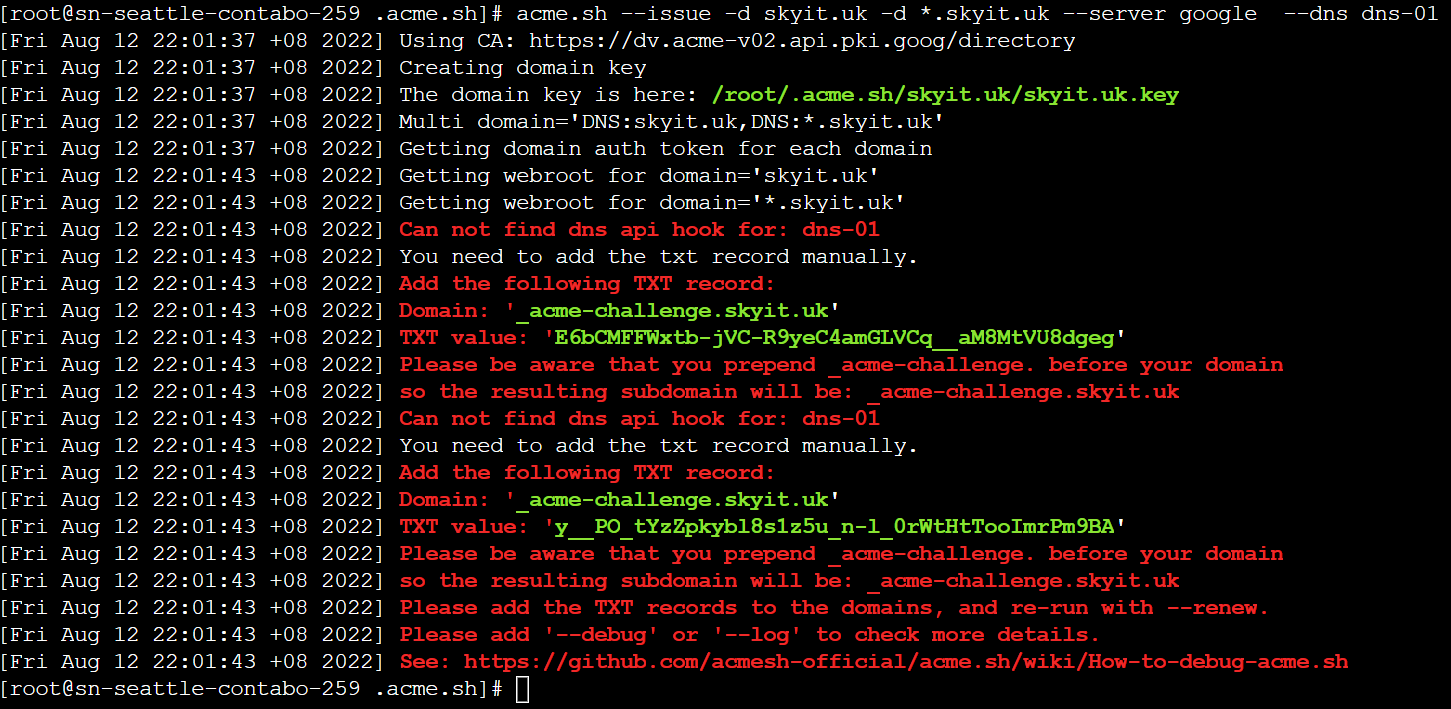 [root@sn-seattle-contabo-259 .acme.sh]# acme.sh --issue -d skyit.uk -d *.skyit.uk --server google  --dns dns-01
[Fri Aug 12 22:01:37 +08 2022] Using CA: https://dv.acme-v02.api.pki.goog/directory
[Fri Aug 12 22:01:37 +08 2022] Creating domain key
[Fri Aug 12 22:01:37 +08 2022] The domain key is here: /root/.acme.sh/skyit.uk/skyit.uk.key
[Fri Aug 12 22:01:37 +08 2022] Multi domain='DNS:skyit.uk,DNS:*.skyit.uk'
[Fri Aug 12 22:01:37 +08 2022] Getting domain auth token for each domain
[Fri Aug 12 22:01:43 +08 2022] Getting webroot for domain='skyit.uk'
[Fri Aug 12 22:01:43 +08 2022] Getting webroot for domain='*.skyit.uk'
[Fri Aug 12 22:01:43 +08 2022] Can not find dns api hook for: dns-01
[Fri Aug 12 22:01:43 +08 2022] You need to add the txt record manually.
[Fri Aug 12 22:01:43 +08 2022] Add the following TXT record:
[Fri Aug 12 22:01:43 +08 2022] Domain: '_acme-challenge.skyit.uk'
[Fri Aug 12 22:01:43 +08 2022] TXT value: 'E6bCMFFWxtb-jVC-R9yeC4amGLVCq__aM8MtVU8dgeg'
[Fri Aug 12 22:01:43 +08 2022] Please be aware that you prepend _acme-challenge. before your domain
[Fri Aug 12 22:01:43 +08 2022] so the resulting subdomain will be: _acme-challenge.skyit.uk
[Fri Aug 12 22:01:43 +08 2022] Can not find dns api hook for: dns-01
[Fri Aug 12 22:01:43 +08 2022] You need to add the txt record manually.
[Fri Aug 12 22:01:43 +08 2022] Add the following TXT record:
[Fri Aug 12 22:01:43 +08 2022] Domain: '_acme-challenge.skyit.uk'
[Fri Aug 12 22:01:43 +08 2022] TXT value: 'y__PO_tYzZpkybl8s1z5u_n-l_0rWtHtTooImrPm9BA'
[Fri Aug 12 22:01:43 +08 2022] Please be aware that you prepend _acme-challenge. before your domain
[Fri Aug 12 22:01:43 +08 2022] so the resulting subdomain will be: _acme-challenge.skyit.uk
[Fri Aug 12 22:01:43 +08 2022] Please add the TXT records to the domains, and re-run with --renew.
[Fri Aug 12 22:01:43 +08 2022] Please add '--debug' or '--log' to check more details.
[Fri Aug 12 22:01:43 +08 2022] See: https://github.com/acmesh-official/acme.sh/wiki/How-to-debug-acme.sh
[root@sn-seattle-contabo-259 .acme.sh]#